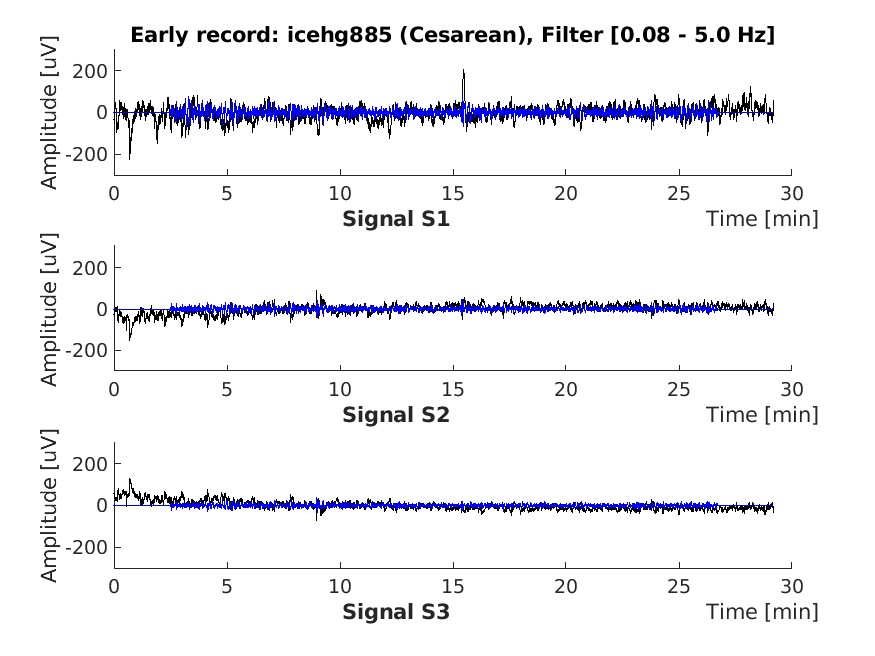 Early record: icehg885 (Cesarean), Filter [0.08 - 5.0 Hz]
Amplitude [uV]
200
0
-200
0 5 10 15 20 25 30
Signal S1 Time [min]
Amplitude [uV]
200
0
-200
0 5 10 15 20 25 30
Signal S2 Time [min]
Amplitude [uV]
200
0
-200
0 5 10 15 20 25 30
Signal S3 Time [min]